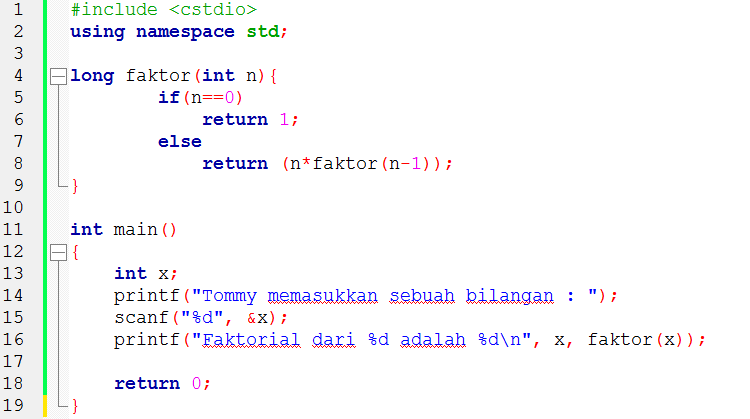 1 #include <cstdio>
2 using namespace std;
3
4 long faktor(int n){
5 if(n==0)
6 return 1;
7 else
8 return (n*faktor(n-1));
9 }
10
11 int main()
12 {
13 int x;
14 printf("Tommy memasukkan sebuah bilangan : ");
15 scanf("%d", &x);
16 printf("Faktorial dari %d adalah %d\n", x, faktor(x));
17
18 return 0;
19 }